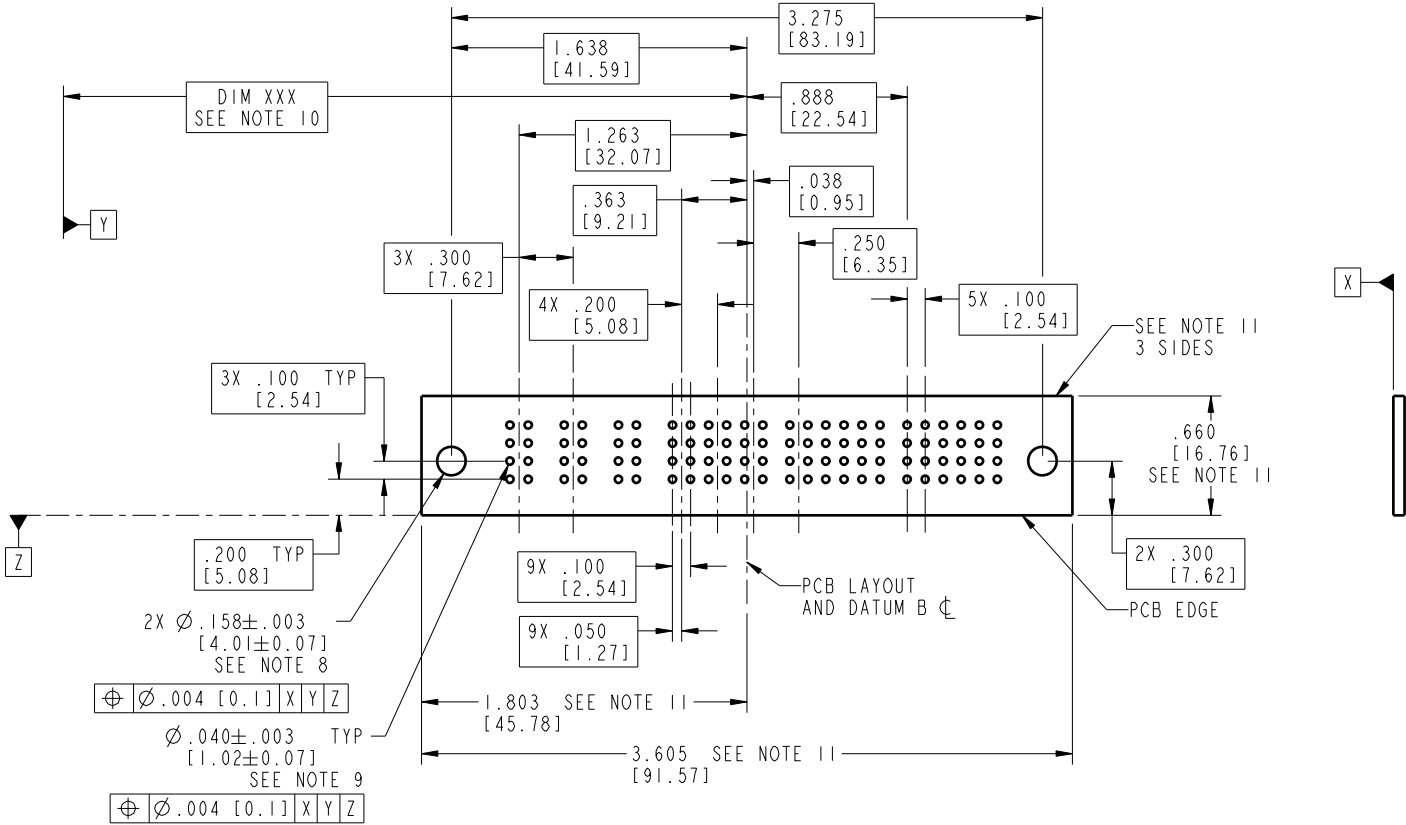 3.275
[83.19]
1.638
[41.59]
DIM XXX
SEE NOTE 10
.888
[22.54]
1.263
[32.07]
.038
[0.95]
.363
[9.21]
Y
.250
[6.35]
3X .300
[7.62]
X
4X .200
[5.08]
5X .100
[2.54]
SEE NOTE 11
3 SIDES
3X .100 TYP
[2.54]
.660
[16.76]
SEE NOTE 11
Z
.200 TYP
[5.08]
9X .100
[2.54]
PCB LAYOUT
AND DATUM B ℄
2X .300
[7.62]
PCB EDGE
2X Ø.158±.003
[4.01±0.07]
SEE NOTE 8
9X .050
[1.27]
⌖ Ø.004 [0.1] X Y Z
1.803 SEE NOTE 11
[45.78]
Ø.040±.003 TYP
[1.02±0.07]
SEE NOTE 9
3.605 SEE NOTE 11
[91.57]
⌖ Ø.004 [0.1] X Y Z